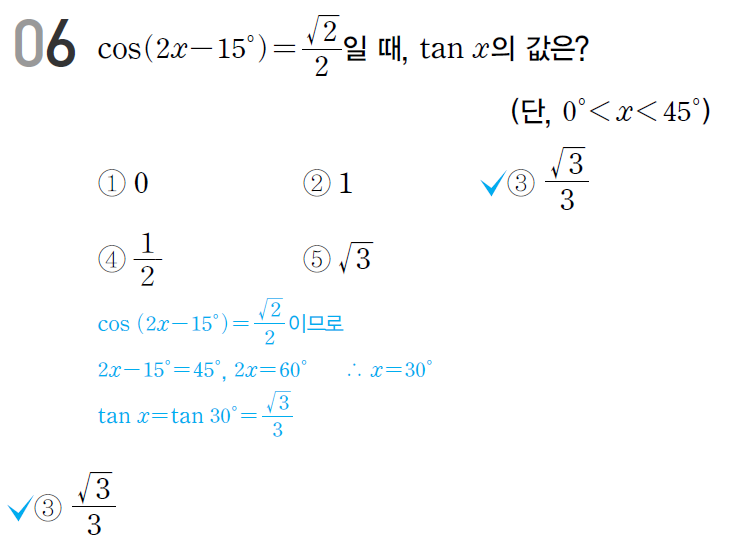 06 cos(2x−15°)=√2/2일 때, tan x의 값은?
(단, 0°<x<45°)
① 0 ② 1 ✓③ √3/3
④ 1/2 ⑤ √3
cos (2x−15°)=√2/2이므로
2x−15°=45°, 2x=60° ∴ x=30°
tan x=tan 30°=√3/3
✓③ √3/3